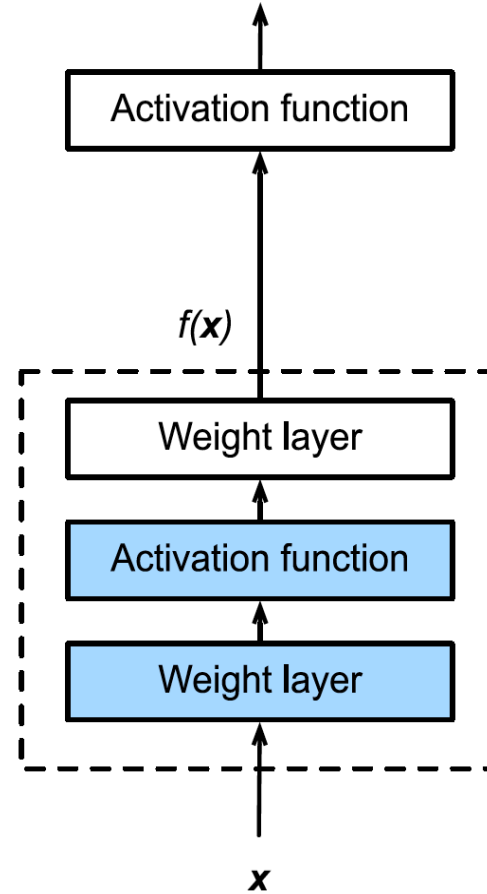 Activation function
f(x)
Weight layer
Activation function
Weight layer
x